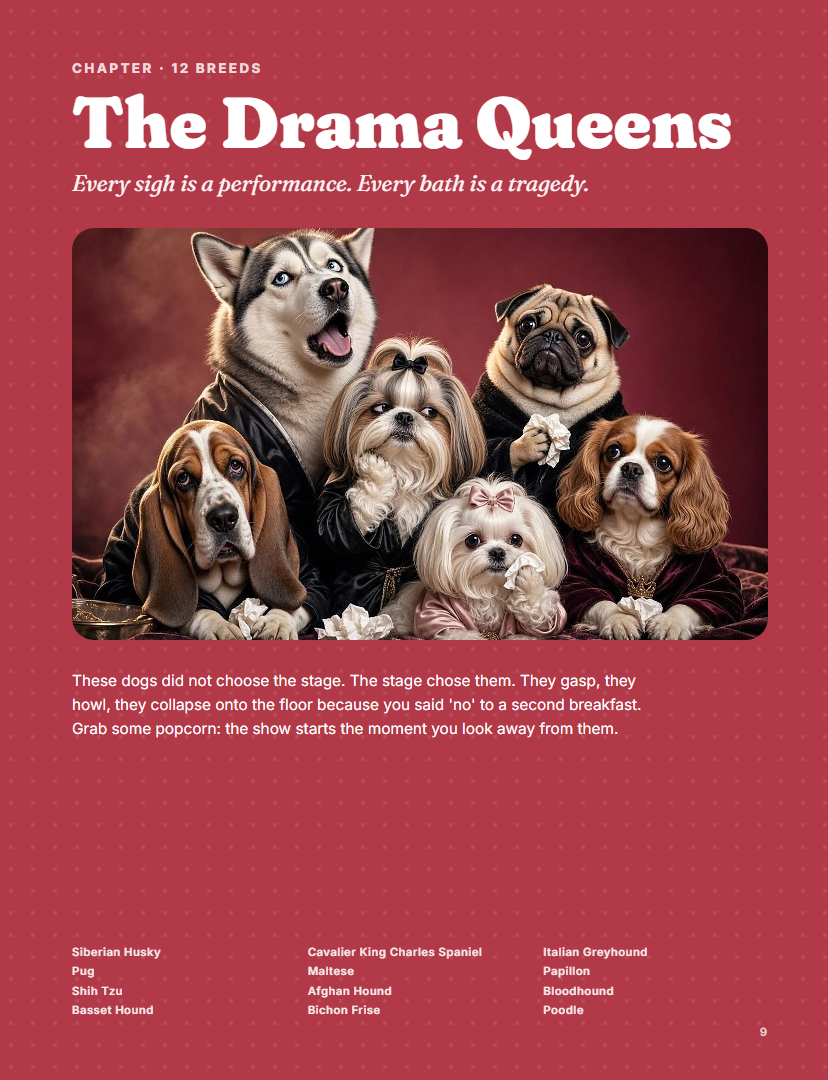 CHAPTER · 12 BREEDS
The Drama Queens
Every sigh is a performance. Every bath is a tragedy.
These dogs did not choose the stage. The stage chose them. They gasp, they
howl, they collapse onto the floor because you said 'no' to a second breakfast.
Grab some popcorn: the show starts the moment you look away from them.
Siberian Husky
Pug
Shih Tzu
Basset Hound
Cavalier King Charles Spaniel
Maltese
Afghan Hound
Bichon Frise
Italian Greyhound
Papillon
Bloodhound
Poodle
9